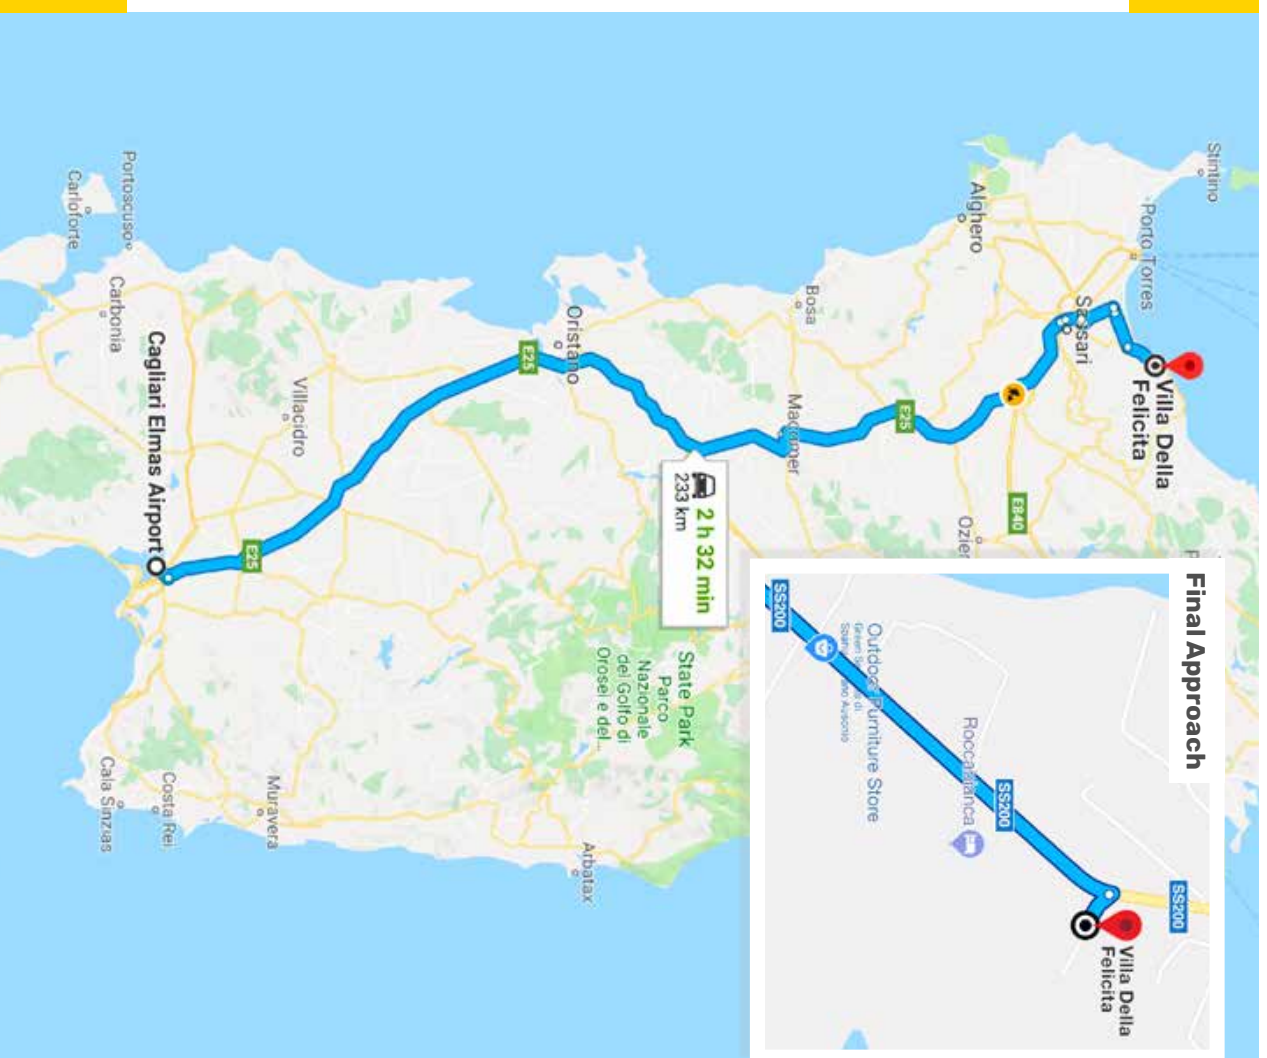 Stintino
Porto Torres
Alghero
Sassari
Villa Della
Felicita
Bosa
Macomer
E25
E840
Oristano
E25
2 h 32 min
233 km
State Park
Parco
Nazionale
del Golfo di
Orosei e del...
Portoscuso
Carloforte
Carbonia
Villacidro
Cagliari Elmas Airport
E25
Muravera
Costa Rei
Cala Sinzias
Arbatax
Final Approach
SS200
Outdoor Furniture Store
Roccabianca
SS200
SS200
Villa Della
Felicita